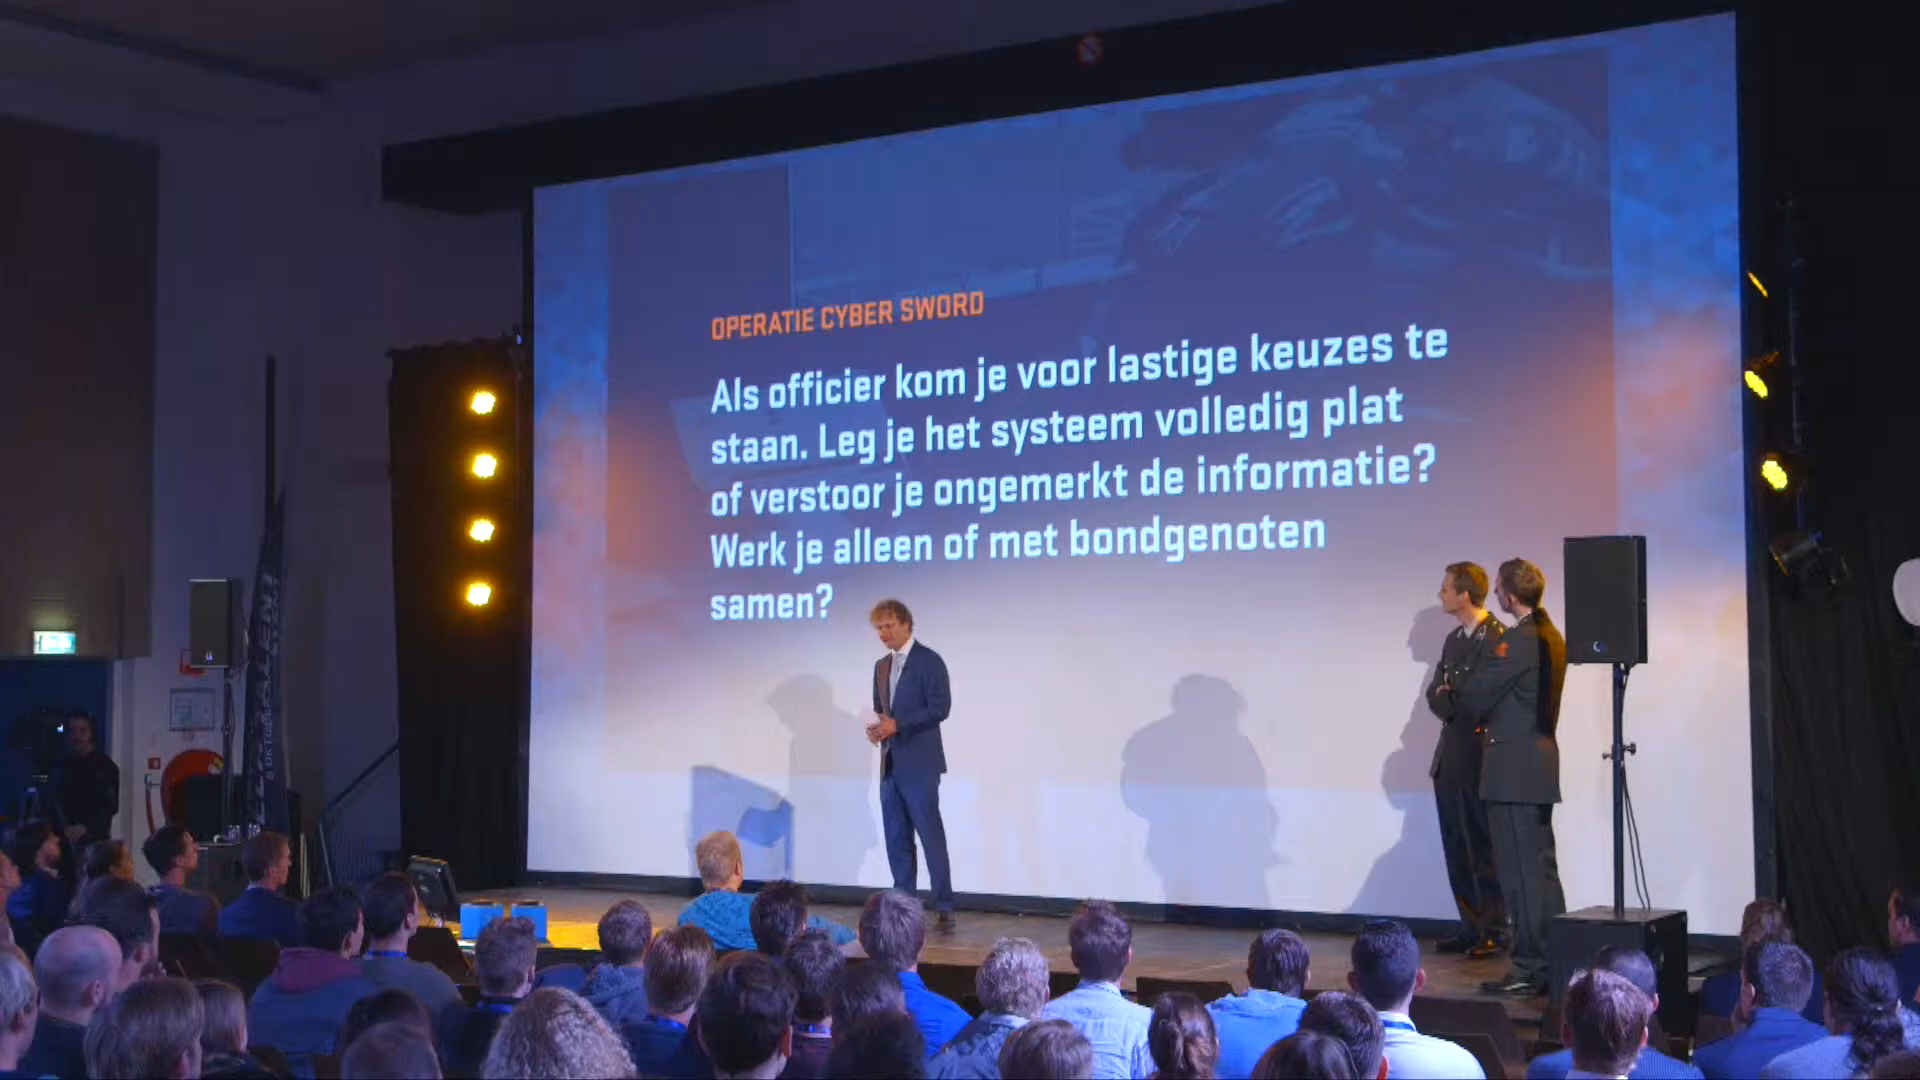 OPERATIE CYBER SWORD
Als officier kom je voor lastige keuzes te
staan. Leg je het systeem volledig plat
of verstoor je ongemerkt de informatie?
Werk je alleen of met bondgenoten
samen?